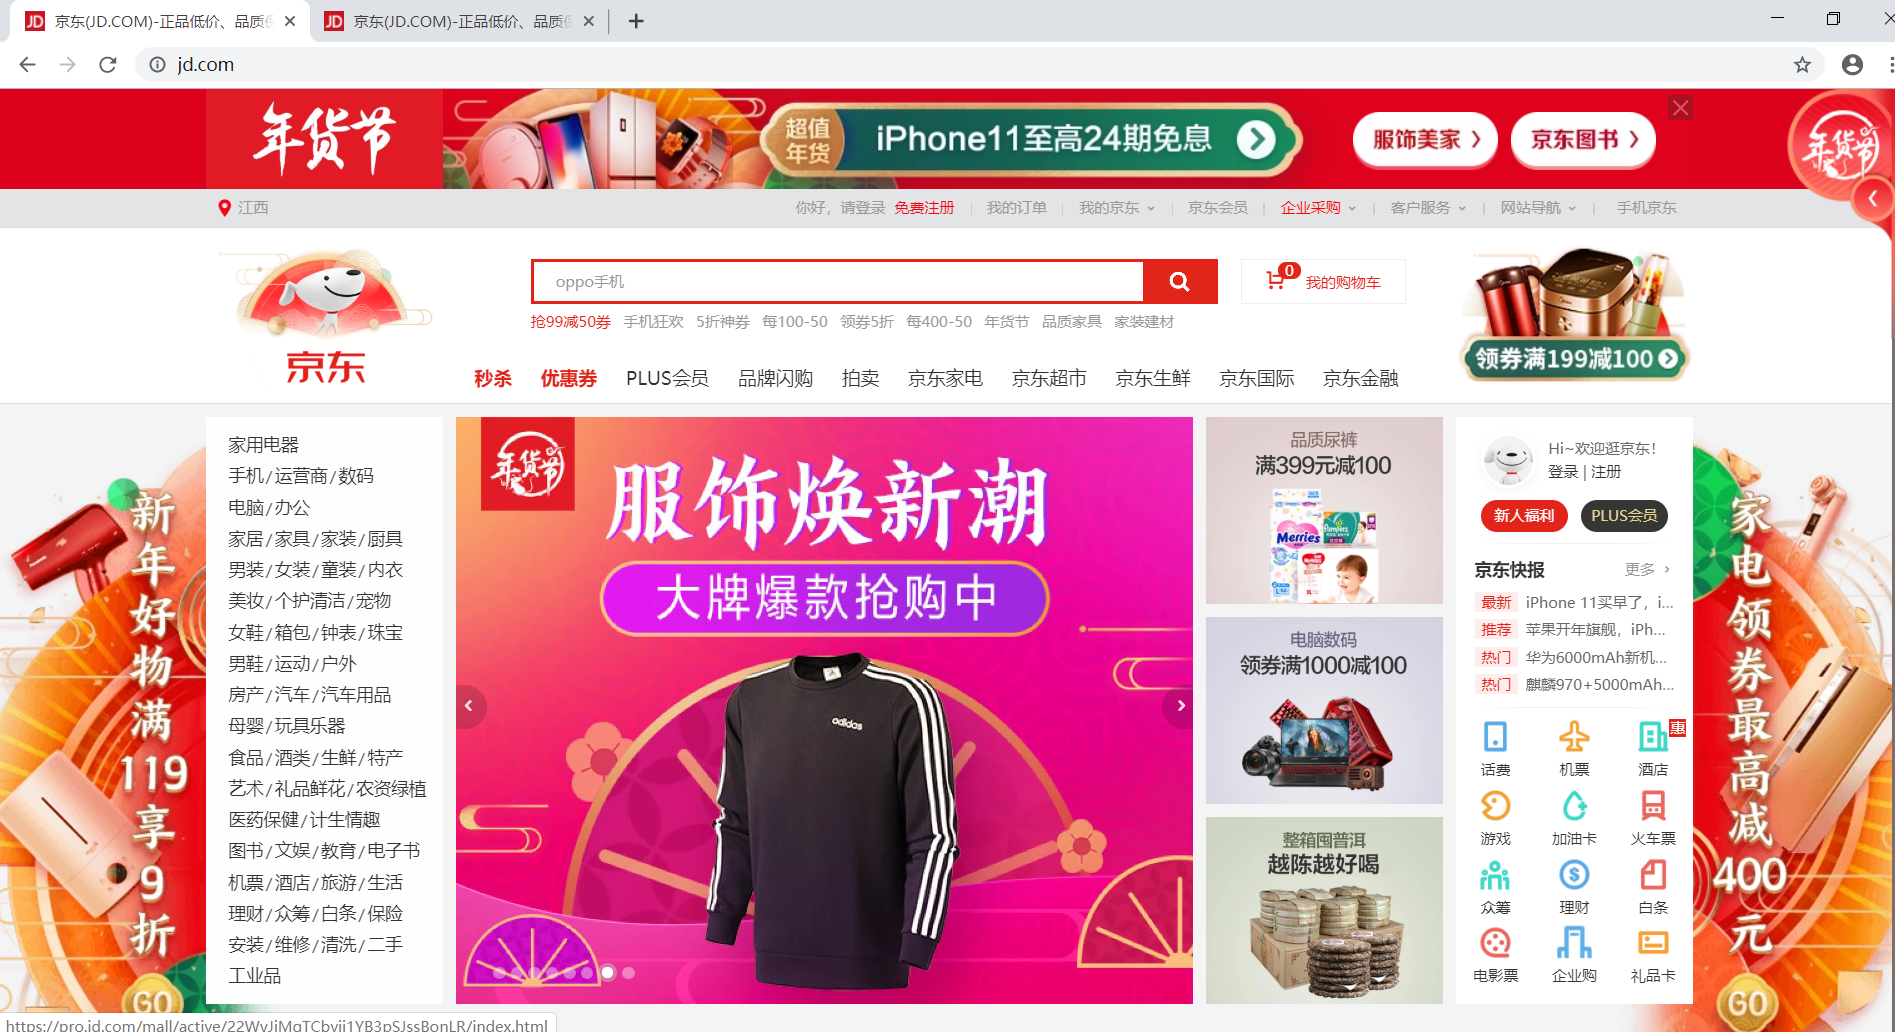 京东(JD.COM)-正品低价、品质保
京东(JD.COM)-正品低价、品质保
jd.com
年货节
超值年货
iPhone11至高24期免息
服饰美家
京东图书
年货节
江西
你好，请登录 免费注册
我的订单
我的京东
京东会员
企业采购
客户服务
网站导航
手机京东
京东
oppo手机
0
我的购物车
抢99减50券 手机狂欢 5折神券 每100-50 领券5折 每400-50 年货节 品质家具 家装建材
领券满199减100
秒杀 优惠券 PLUS会员 品牌闪购 拍卖 京东家电 京东超市 京东生鲜 京东国际 京东金融
新年好物满119享9折
GO
家用电器
手机/运营商/数码
电脑/办公
家居/家具/家装/厨具
男装/女装/童装/内衣
美妆/个护清洁/宠物
女鞋/箱包/钟表/珠宝
男鞋/运动/户外
房产/汽车/汽车用品
母婴/玩具乐器
食品/酒类/生鲜/特产
艺术/礼品鲜花/农资绿植
医药保健/计生情趣
图书/文娱/教育/电子书
机票/酒店/旅游/生活
理财/众筹/白条/保险
安装/维修/清洗/二手
工业品
年货节
服饰焕新潮
大牌爆款抢购中
adidas
品质尿裤
满399元减100
Merries
Pampers
电脑数码
领券满1000减100
整箱囤普洱
越陈越好喝
Hi~欢迎逛京东!
登录 | 注册
新人福利
PLUS会员
京东快报
更多
最新 iPhone 11买早了，i...
推荐 苹果开年旗舰，iPh...
热门 华为6000mAh新机...
热门 麒麟970+5000mAh...
惠
话费 机票 酒店
游戏 加油卡 火车票
众筹 理财 白条
电影票 企业购 礼品卡
家电领券最高减400元
GO
https://pro.jd.com/mall/active/22WvJiMqTCbvji1YB3pSJssBonLR/index.html